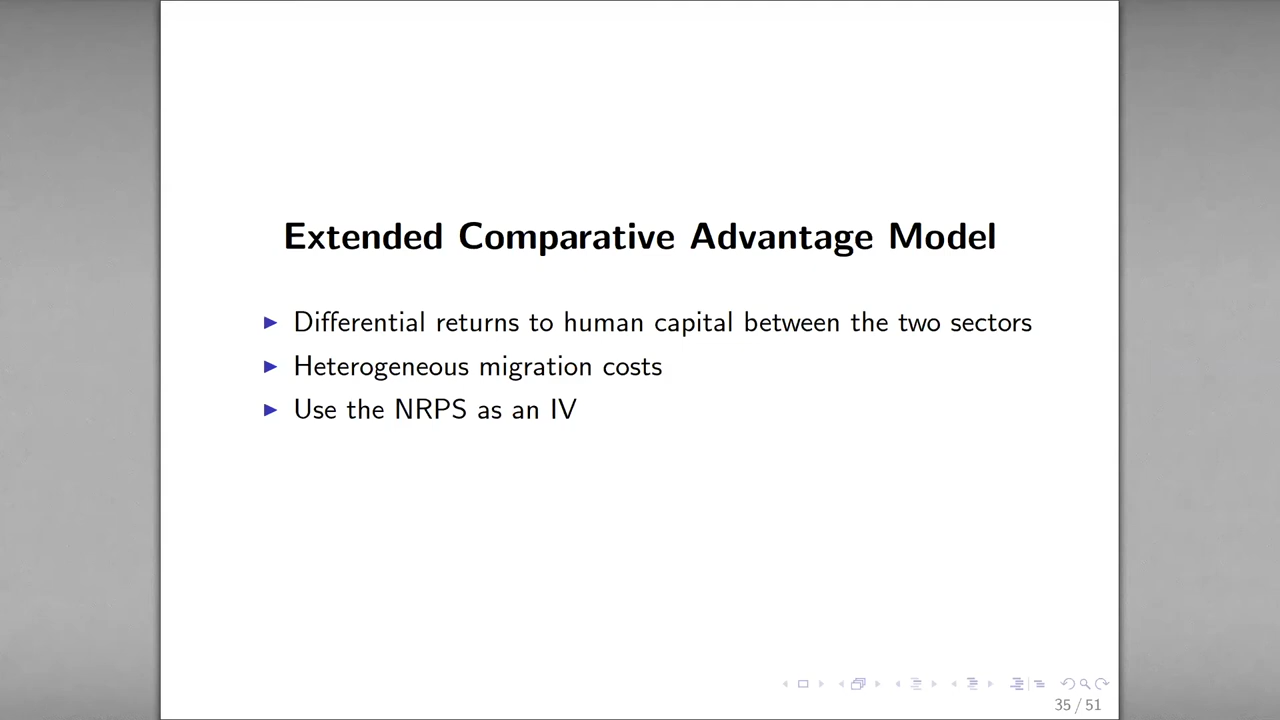 Extended Comparative Advantage Model
▶ Differential returns to human capital between the two sectors
▶ Heterogeneous migration costs
▶ Use the NRPS as an IV
35 / 51